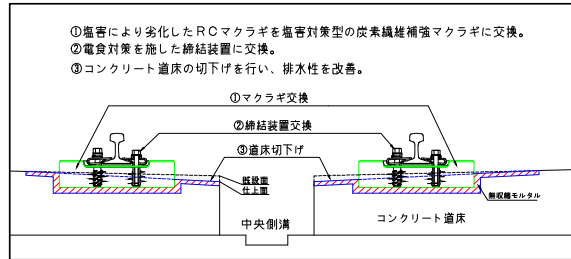 ①塩害により劣化したRCマクラギを塩害対策型の炭素繊維補強マクラギに交換。
②電食対策を施した締結装置に交換。
③コンクリート道床の切下げを行い、排水性を改善。
①マクラギ交換
②締結装置交換
③道床切下げ
既設面
仕上面
無収縮モルタル
中央側溝
コンクリート道床